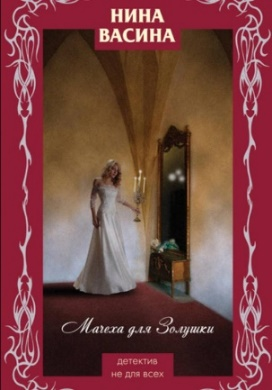 НИНА
ВАСИНА
Мачеха для Золушки
детектив
не для всех